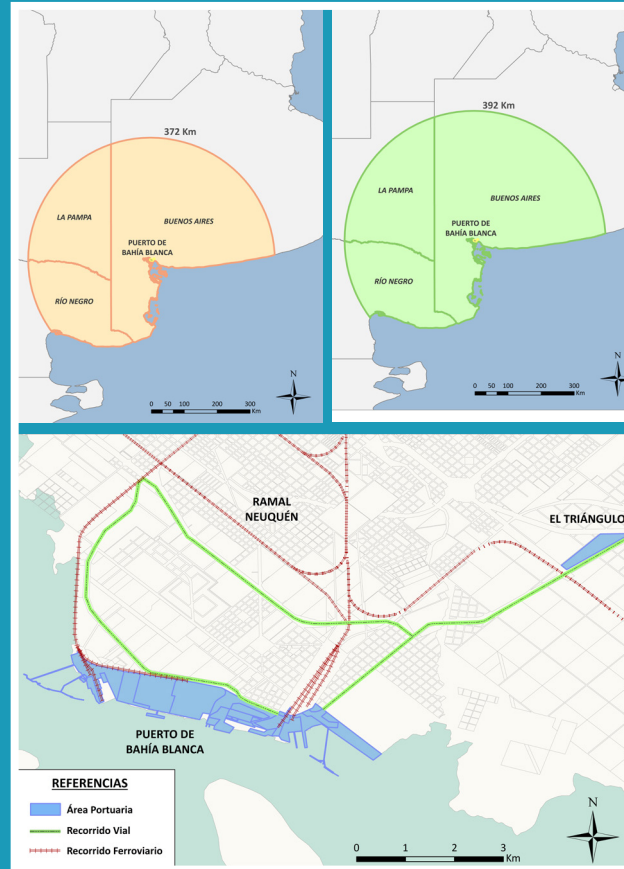 372 Km
LA PAMPA
BUENOS AIRES
PUERTO DE
BAHÍA BLANCA
RÍO NEGRO
N
0 50 100 200 300
Km
392 Km
LA PAMPA
BUENOS AIRES
PUERTO DE
BAHÍA BLANCA
RÍO NEGRO
N
0 50 100 200 300
Km
RAMAL
NEUQUÉN
EL TRIÁNGULO
PUERTO DE
BAHÍA BLANCA
REFERENCIAS
Área Portuaria
Recorrido Vial
Recorrido Ferroviario
N
0 1 2 3
Km